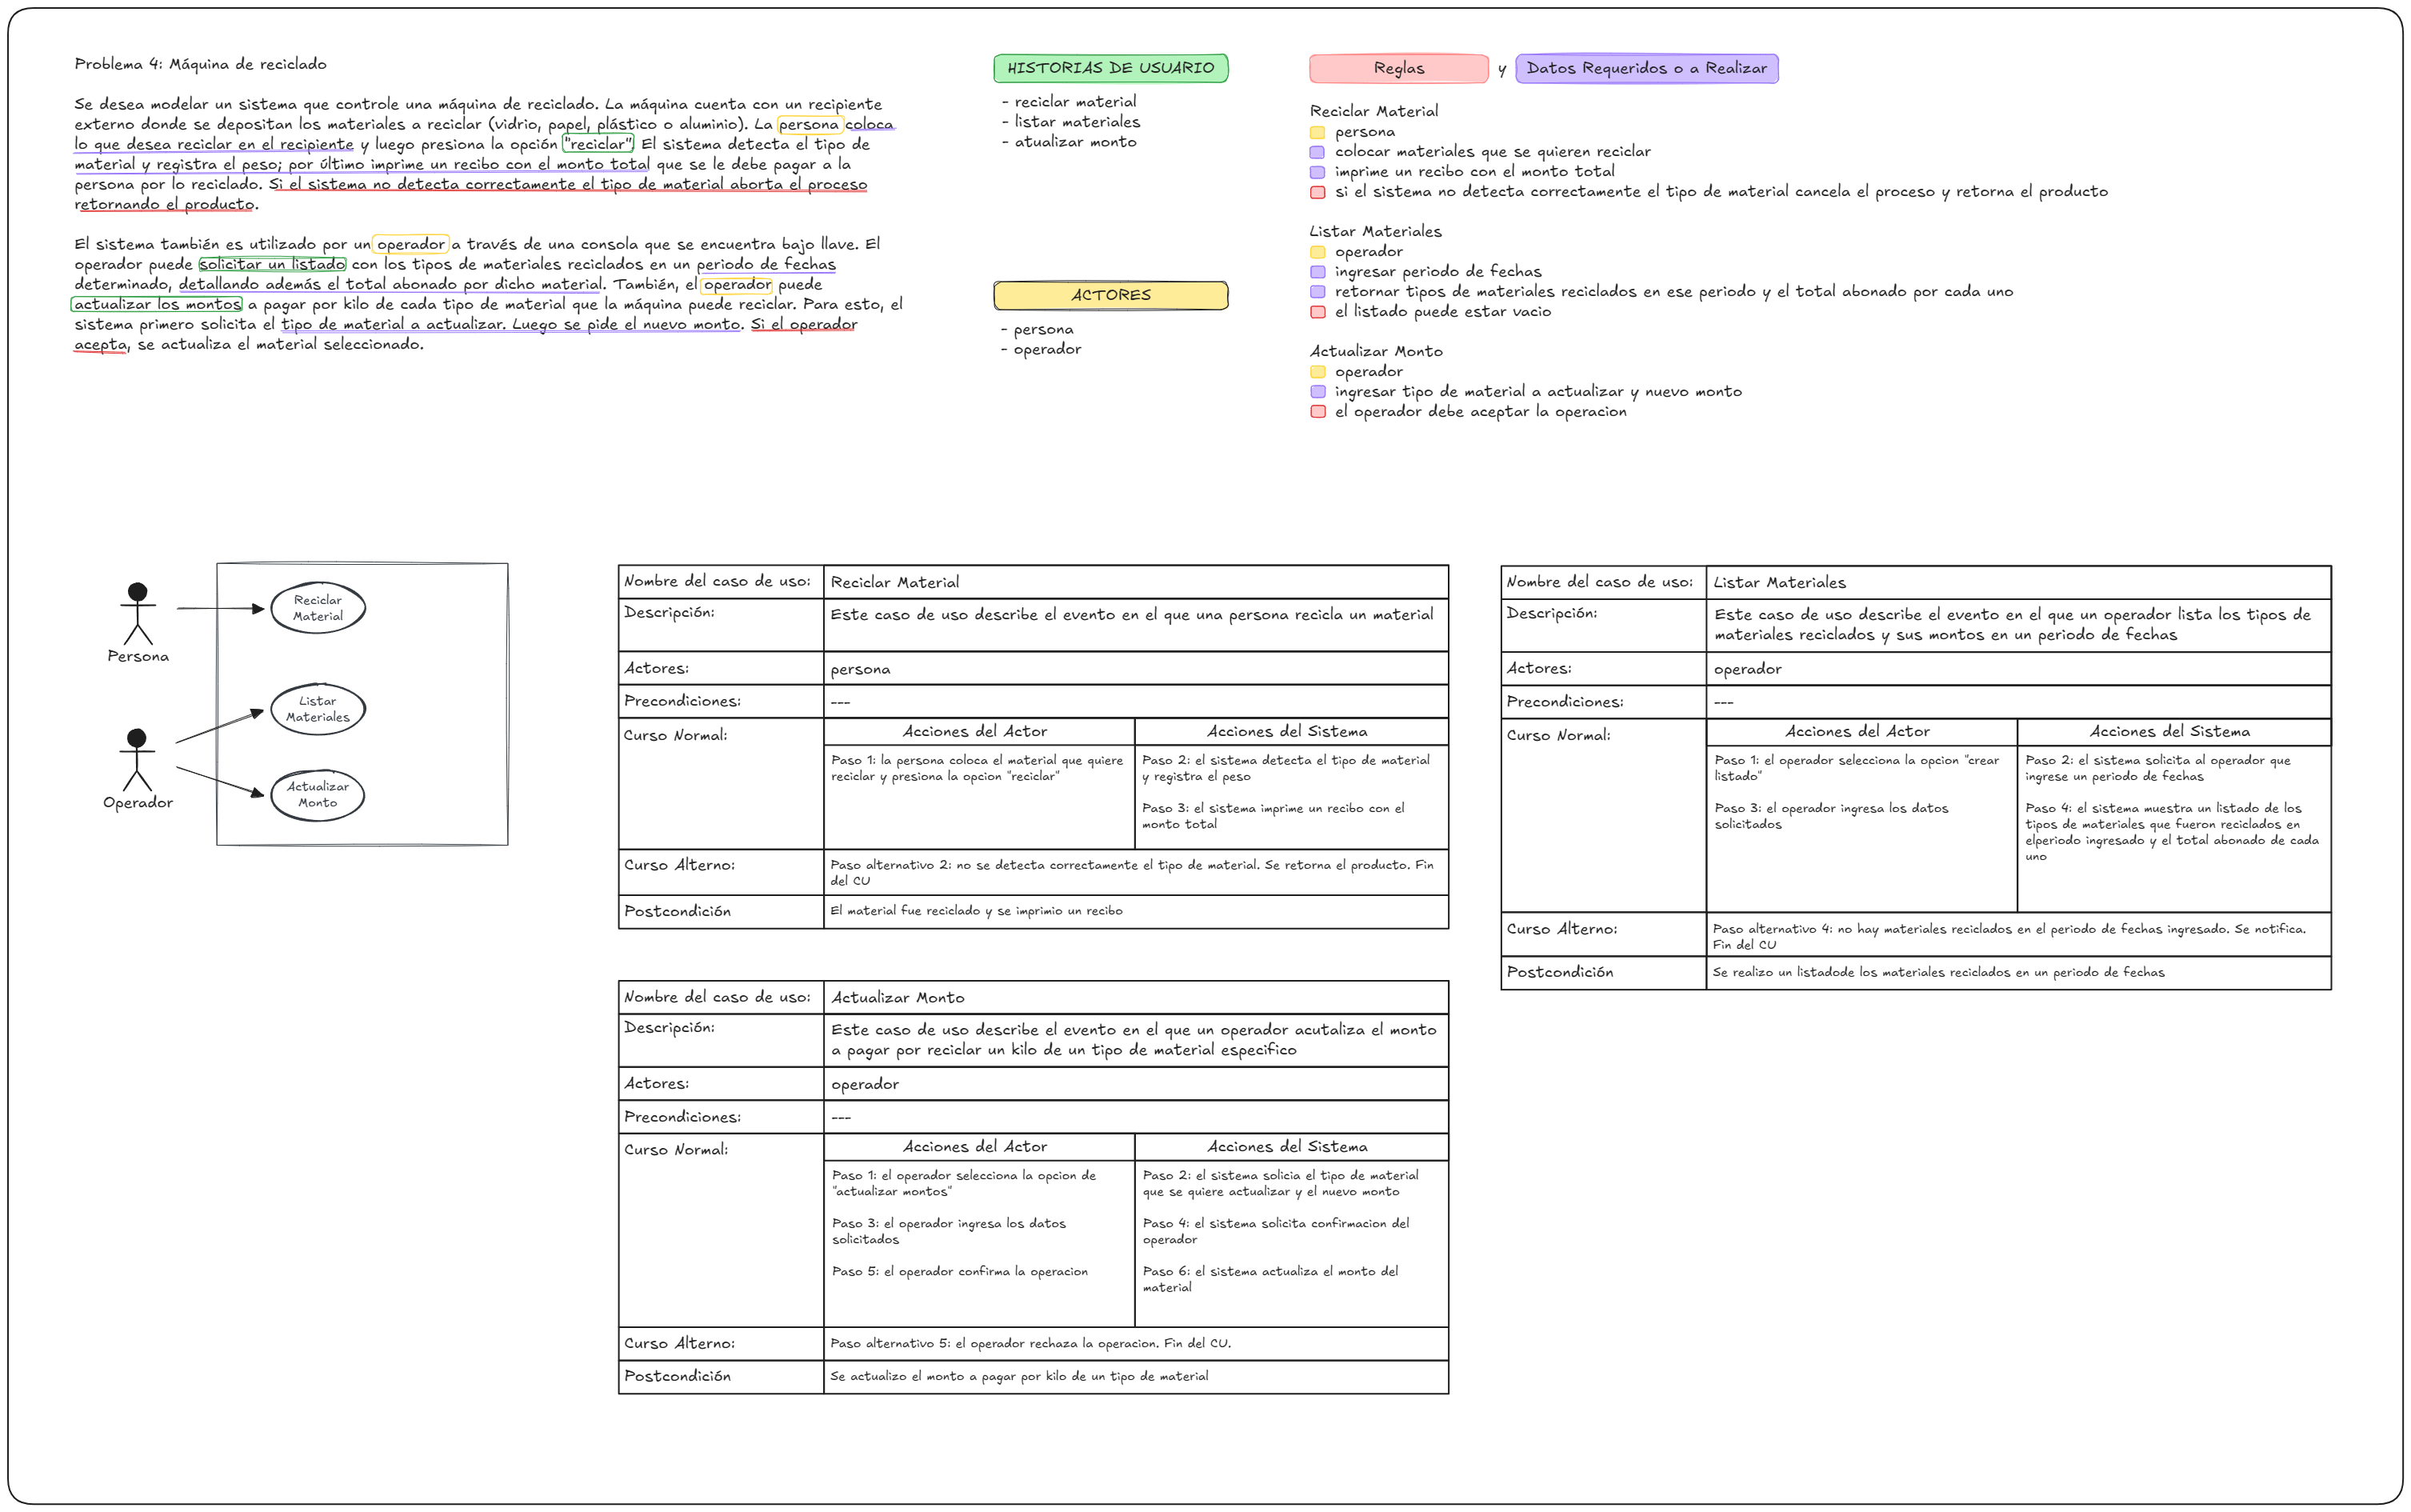 Problema 4: Máquina de reciclado
Se desea modelar un sistema que controle una máquina de reciclado. La máquina cuenta con un recipiente
externo donde se depositan los materiales a reciclar (vidrio, papel, plástico o aluminio). La persona coloca
lo que desea reciclar en el recipiente y luego presiona la opción "reciclar". El sistema detecta el tipo de
material y registra el peso; por último imprime un recibo con el monto total que se le debe pagar a la
persona por lo reciclado. Si el sistema no detecta correctamente el tipo de material aborta el proceso
retornando el producto.
El sistema también es utilizado por un operador a través de una consola que se encuentra bajo llave. El
operador puede solicitar un listado con los tipos de materiales reciclados en un periodo de fechas
determinado, detallando además el total abonado por dicho material. También, el operador puede
actualizar los montos a pagar por kilo de cada tipo de material que la máquina puede reciclar. Para esto, el
sistema primero solicita el tipo de material a actualizar. Luego se pide el nuevo monto. Si el operador
acepta, se actualiza el material seleccionado.
HISTORIAS DE USUARIO
- reciclar material
- listar materiales
- atualizar monto
ACTORES
- persona
- operador
Reglas y Datos Requeridos o a Realizar
Reciclar Material
persona
colocar materiales que se quieren reciclar
imprime un recibo con el monto total
si el sistema no detecta correctamente el tipo de material cancela el proceso y retorna el producto
Listar Materiales
operador
ingresar periodo de fechas
retornar tipos de materiales reciclados en ese periodo y el total abonado por cada uno
el listado puede estar vacio
Actualizar Monto
operador
ingresar tipo de material a actualizar y nuevo monto
el operador debe aceptar la operacion
Persona
Operador
Reciclar
Material
Listar
Materiales
Actualizar
Monto
Nombre del caso de uso: Reciclar Material
Descripción: Este caso de uso describe el evento en el que una persona recicla un material
Actores: persona
Precondiciones: ---
Curso Normal: Acciones del Actor Acciones del Sistema
Paso 1: la persona coloca el material que quiere
reciclar y presiona la opcion "reciclar"
Paso 2: el sistema detecta el tipo de material
y registra el peso
Paso 3: el sistema imprime un recibo con el
monto total
Curso Alterno: Paso alternativo 2: no se detecta correctamente el tipo de material. Se retorna el producto. Fin
del CU
Postcondición El material fue reciclado y se imprimio un recibo
Nombre del caso de uso: Listar Materiales
Descripción: Este caso de uso describe el evento en el que un operador lista los tipos de
materiales reciclados y sus montos en un periodo de fechas
Actores: operador
Precondiciones: ---
Curso Normal: Acciones del Actor Acciones del Sistema
Paso 1: el operador selecciona la opcion "crear
listado"
Paso 3: el operador ingresa los datos
solicitados
Paso 2: el sistema solicita al operador que
ingrese un periodo de fechas
Paso 4: el sistema muestra un listado de los
tipos de materiales que fueron reciclados en
elperiodo ingresado y el total abonado de cada
uno
Curso Alterno: Paso alternativo 4: no hay materiales reciclados en el periodo de fechas ingresado. Se notifica.
Fin del CU
Postcondición Se realizo un listadode los materiales reciclados en un periodo de fechas
Nombre del caso de uso: Actualizar Monto
Descripción: Este caso de uso describe el evento en el que un operador acutaliza el monto
a pagar por reciclar un kilo de un tipo de material especifico
Actores: operador
Precondiciones: ---
Curso Normal: Acciones del Actor Acciones del Sistema
Paso 1: el operador selecciona la opcion de
"actualizar montos"
Paso 3: el operador ingresa los datos
solicitados
Paso 5: el operador confirma la operacion
Paso 2: el sistema solicia el tipo de material
que se quiere actualizar y el nuevo monto
Paso 4: el sistema solicita confirmacion del
operador
Paso 6: el sistema actualiza el monto del
material
Curso Alterno: Paso alternativo 5: el operador rechaza la operacion. Fin del CU.
Postcondición Se actualizo el monto a pagar por kilo de un tipo de material